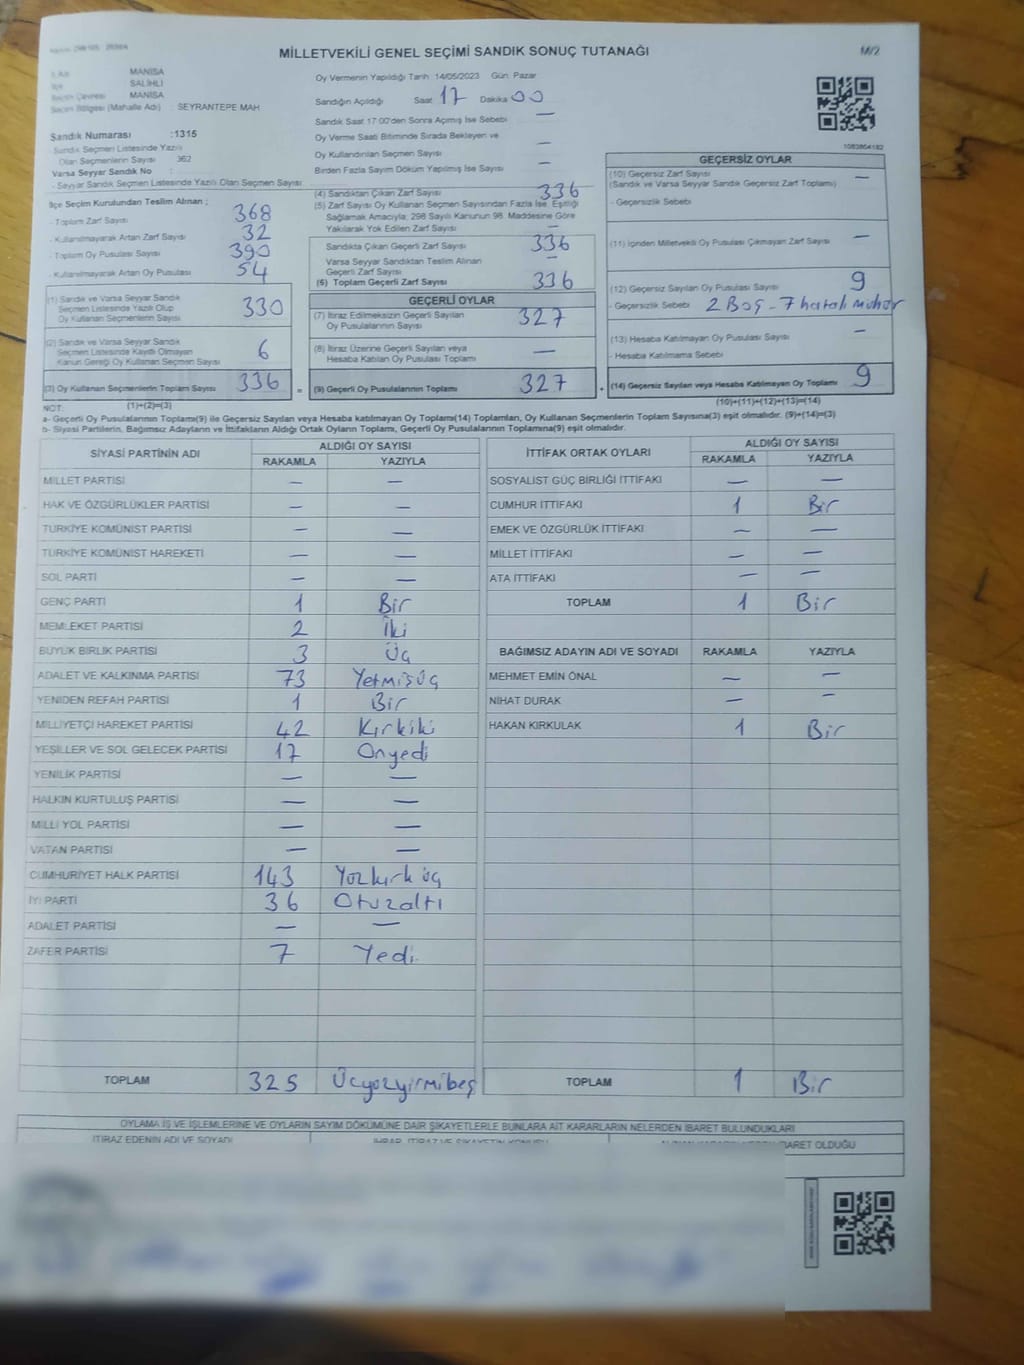 MİLLETVEKİLİ GENEL SEÇİMİ SANDIK SONUÇ TUTANAĞI
M/2
MANİSA
SALİHLİ
MANİSA
Seçim Bölgesi (Mahalle Adı) : SEYRANTEPE MAH
Sandık Numarası :1315
- Sandık Seçmen Listesinde Yazılı
Olan Seçmenlerin Sayısı 362
Varsa Seyyar Sandık No :
- Seyyar Sandık Seçmen Listesinde Yazılı Olan Seçmen Sayısı
Oy Vermenin Yapıldığı Tarih 14/05/2023 Gün Pazar
Sandığın Açıldığı Saat 17 Dakika 00
Sandık Saat 17:00'den Sonra Açılmış İse Sebebi —
Oy Verme Saati Bitiminde Sırada Bekleyen ve
Oy Kullandırılan Seçmen Sayısı —
Birden Fazla Sayım Döküm Yapılmış İse Sayısı —
1083804182
İlçe Seçim Kurulundan Teslim Alınan ;
- Toplam Zarf Sayısı 368
- Kullanılmayarak Artan Zarf Sayısı 32
- Toplam Oy Pusulası Sayısı 390
- Kullanılmayarak Artan Oy Pusulası 54
(1) Sandık ve Varsa Seyyar Sandık
Seçmen Listesinde Yazılı Olup
Oy Kullanan Seçmenlerin Sayısı 330
(2) Sandık ve Varsa Seyyar Sandık
Seçmen Listesinde Kayıtlı Olmayan
Kanun Gereği Oy Kullanan Seçmen Sayısı 6
(3) Oy Kullanan Seçmenlerin Toplam Sayısı 336 =
(1)+(2)=(3)
(4) Sandıktan Çıkan Zarf Sayısı 336
(5) Zarf Sayısı Oy Kullanan Seçmen Sayısından Fazla İse, Eşitliği
Sağlamak Amacıyla; 298 Sayılı Kanunun 98. Maddesine Göre
Yakılarak Yok Edilen Zarf Sayısı —
Sandıkta Çıkan Geçerli Zarf Sayısı 336
Varsa Seyyar Sandıktan Teslim Alınan
Geçerli Zarf Sayısı —
(6) Toplam Geçerli Zarf Sayısı 336
GEÇERLİ OYLAR
(7) İtiraz Edilmeksizin Geçerli Sayılan
Oy Pusulalarının Sayısı 327
(8) İtiraz Üzerine Geçerli Sayılan veya
Hesaba Katılan Oy Pusulası Toplamı —
(9) Geçerli Oy Pusulalarının Toplamı 327 +
GEÇERSİZ OYLAR
(10) Geçersiz Zarf Sayısı —
(Sandık ve Varsa Seyyar Sandık Geçersiz Zarf Toplamı)
- Geçersizlik Sebebi
(11) İçinden Milletvekili Oy Pusulası Çıkmayan Zarf Sayısı —
(12) Geçersiz Sayılan Oy Pusulası Sayısı 9
- Geçersizlik Sebebi 2 Boş - 7 hatalı mühür
(13) Hesaba Katılmayan Oy Pusulası Sayısı —
- Hesaba Katılmama Sebebi
(14) Geçersiz Sayılan veya Hesaba Katılmayan Oy Toplamı 9
(10)+(11)+(12)+(13)=(14)
NOT:
a- Geçerli Oy Pusulalarının Toplamı(9) ile Geçersiz Sayılan veya Hesaba katılmayan Oy Toplamı(14) Toplamları, Oy Kullanan Seçmenlerin Toplam Sayısına(3) eşit olmalıdır. (9)+(14)=(3)
b- Siyasi Partilerin, Bağımsız Adayların ve İttifakların Aldığı Ortak Oyların Toplamı, Geçerli Oy Pusulalarının Toplamına(9) eşit olmalıdır.
SİYASİ PARTİNİN ADI ALDIĞI OY SAYISI
RAKAMLA YAZIYLA
MİLLET PARTİSİ — —
HAK VE ÖZGÜRLÜKLER PARTİSİ — —
TÜRKİYE KOMÜNİST PARTİSİ — —
TÜRKİYE KOMÜNİST HAREKETİ — —
SOL PARTİ — —
GENÇ PARTİ 1 Bir
MEMLEKET PARTİSİ 2 İki
BÜYÜK BİRLİK PARTİSİ 3 Üç
ADALET VE KALKINMA PARTİSİ 73 Yetmişüç
YENİDEN REFAH PARTİSİ 1 Bir
MİLLİYETÇİ HAREKET PARTİSİ 42 Kırkiki
YEŞİLLER VE SOL GELECEK PARTİSİ 17 Onyedi
YENİLİK PARTİSİ — —
HALKIN KURTULUŞ PARTİSİ — —
MİLLİ YOL PARTİSİ — —
VATAN PARTİSİ — —
CUMHURİYET HALK PARTİSİ 143 Yüzkırk üç
İYİ PARTİ 36 Otuzaltı
ADALET PARTİSİ — —
ZAFER PARTİSİ 7 Yedi
TOPLAM 325 Üçyüzyirmibeş
İTTİFAK ORTAK OYLARI ALDIĞI OY SAYISI
RAKAMLA YAZIYLA
SOSYALİST GÜÇ BİRLİĞİ İTTİFAKI — —
CUMHUR İTTİFAKI 1 Bir
EMEK VE ÖZGÜRLÜK İTTİFAKI — —
MİLLET İTTİFAKI — —
ATA İTTİFAKI — —
TOPLAM 1 Bir
BAĞIMSIZ ADAYIN ADI VE SOYADI RAKAMLA YAZIYLA
MEHMET EMİN ÖNAL — —
NİHAT DURAK — —
HAKAN KIRKULAK 1 Bir
TOPLAM 1 Bir
OYLAMA İŞ VE İŞLEMLERİNE VE OYLARIN SAYIM DÖKÜMÜNE DAİR ŞİKAYETLERLE BUNLARA AİT KARARLARIN NELERDEN İBARET BULUNDUKLARI
İTİRAZ EDENİN ADI VE SOYADI
İHBAR, İTİRAZ VE ŞİKAYETİN KONUSU
İBARET OLDUĞU